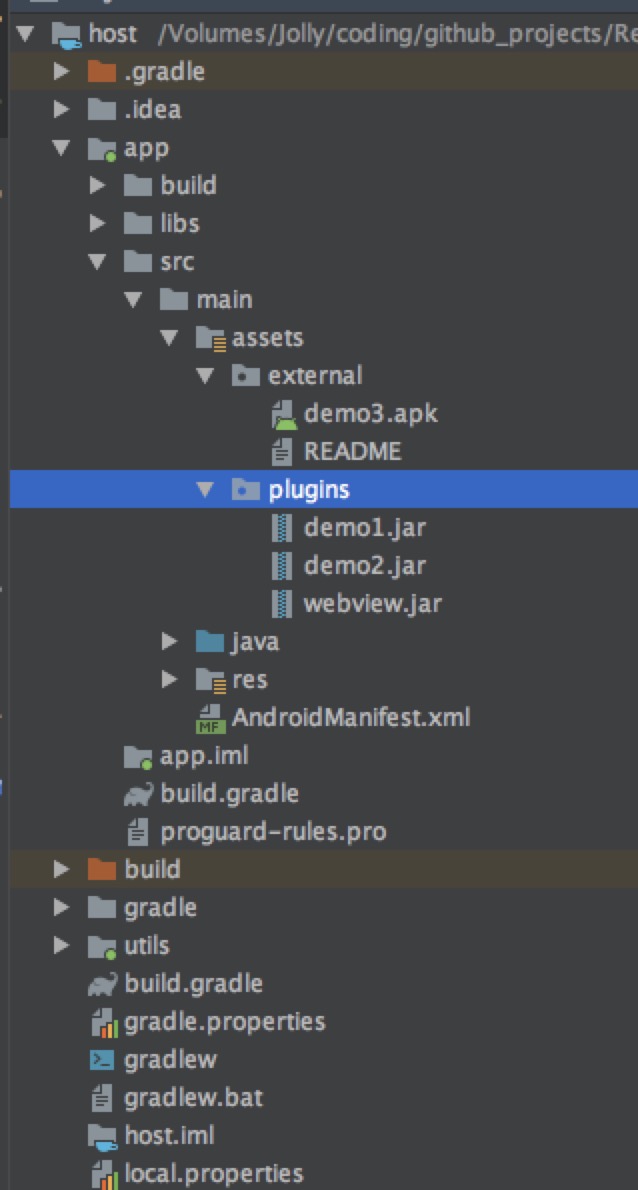 host /Volumes/Jolly/coding/github_projects/Re
.gradle
.idea
app
build
libs
src
main
assets
external
demo3.apk
README
plugins
demo1.jar
demo2.jar
webview.jar
java
res
MF AndroidManifest.xml
app.iml
build.gradle
proguard-rules.pro
build
gradle
utils
build.gradle
gradle.properties
gradlew
gradlew.bat
host.iml
local.properties